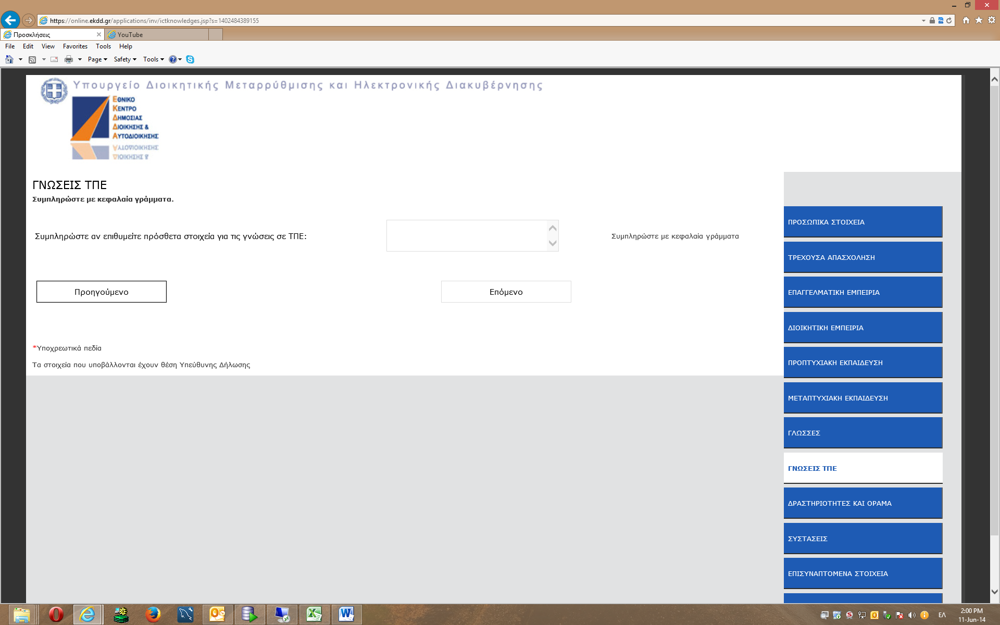 https://online.ekdd.gr/applications/inv/ictknowledges.jsp?s=1402484389155
Προσκλήσεις
YouTube
File Edit View Favorites Tools Help
Page Safety Tools
Υπουργείο Διοικητικής Μεταρρύθμισης και Ηλεκτρονικής Διακυβέρνησης
ΕΘΝΙΚΟ
ΚΕΝΤΡΟ
ΔΗΜΟΣΙΑΣ
ΔΙΟΙΚΗΣΗΣ &
ΑΥΤΟΔΙΟΙΚΗΣΗΣ
ΓΝΩΣΕΙΣ ΤΠΕ
Συμπληρώστε με κεφαλαία γράμματα.
Συμπληρώστε αν επιθυμείτε πρόσθετα στοιχεία για τις γνώσεις σε ΤΠΕ:
Συμπληρώστε με κεφαλαία γράμματα
Προηγούμενο
Επόμενο
*Υποχρεωτικά πεδία
Τα στοιχεία που υποβάλλονται έχουν θέση Υπεύθυνης Δήλωσης
ΠΡΟΣΩΠΙΚΑ ΣΤΟΙΧΕΙΑ
ΤΡΕΧΟΥΣΑ ΑΠΑΣΧΟΛΗΣΗ
ΕΠΑΓΓΕΛΜΑΤΙΚΗ ΕΜΠΕΙΡΙΑ
ΔΙΟΙΚΗΤΙΚΗ ΕΜΠΕΙΡΙΑ
ΠΡΟΠΤΥΧΙΑΚΗ ΕΚΠΑΙΔΕΥΣΗ
ΜΕΤΑΠΤΥΧΙΑΚΗ ΕΚΠΑΙΔΕΥΣΗ
ΓΛΩΣΣΕΣ
ΓΝΩΣΕΙΣ ΤΠΕ
ΔΡΑΣΤΗΡΙΟΤΗΤΕΣ ΚΑΙ ΟΡΑΜΑ
ΣΥΣΤΑΣΕΙΣ
ΕΠΙΣΥΝΑΠΤΟΜΕΝΑ ΣΤΟΙΧΕΙΑ
ΕΛ
2:00 PM
11-Jun-14